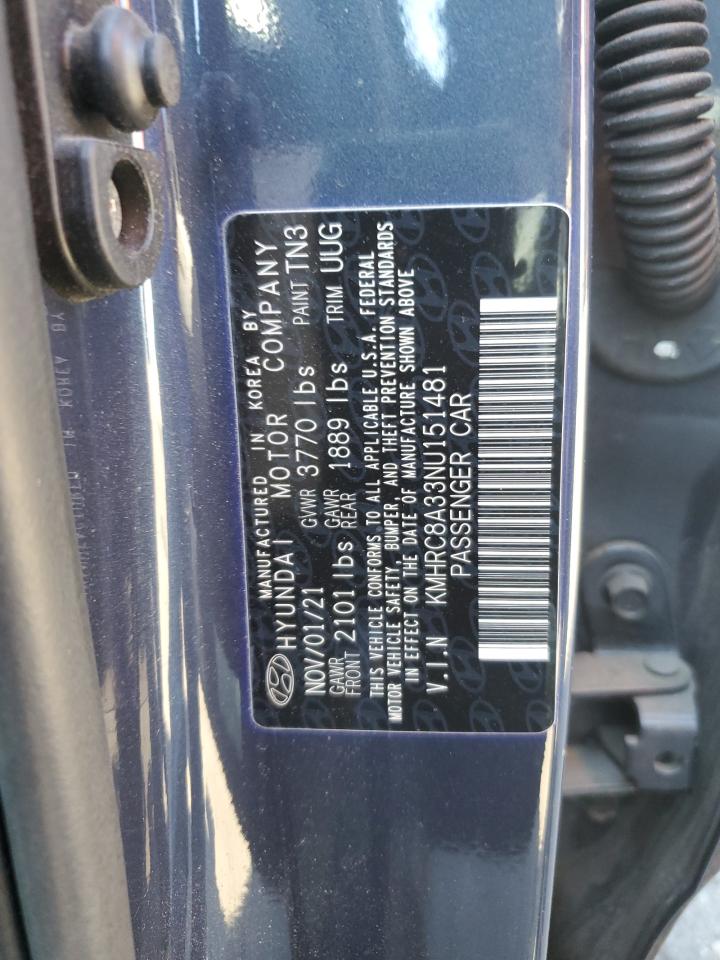 MANUFACTURED IN KOREA BY
HYUNDAI MOTOR COMPANY
NOV/01/21 GVWR 3770 lbs PAINT TN3
GAWR FRONT 2101 lbs GAWR REAR 1889 lbs TRIM UUG
THIS VEHICLE CONFORMS TO ALL APPLICABLE U.S.A. FEDERAL
MOTOR VEHICLE SAFETY, BUMPER, AND THEFT PREVENTION STANDARDS
IN EFFECT ON THE DATE OF MANUFACTURE SHOWN ABOVE
V.I.N KMHRC8A33NU151481
PASSENGER CAR